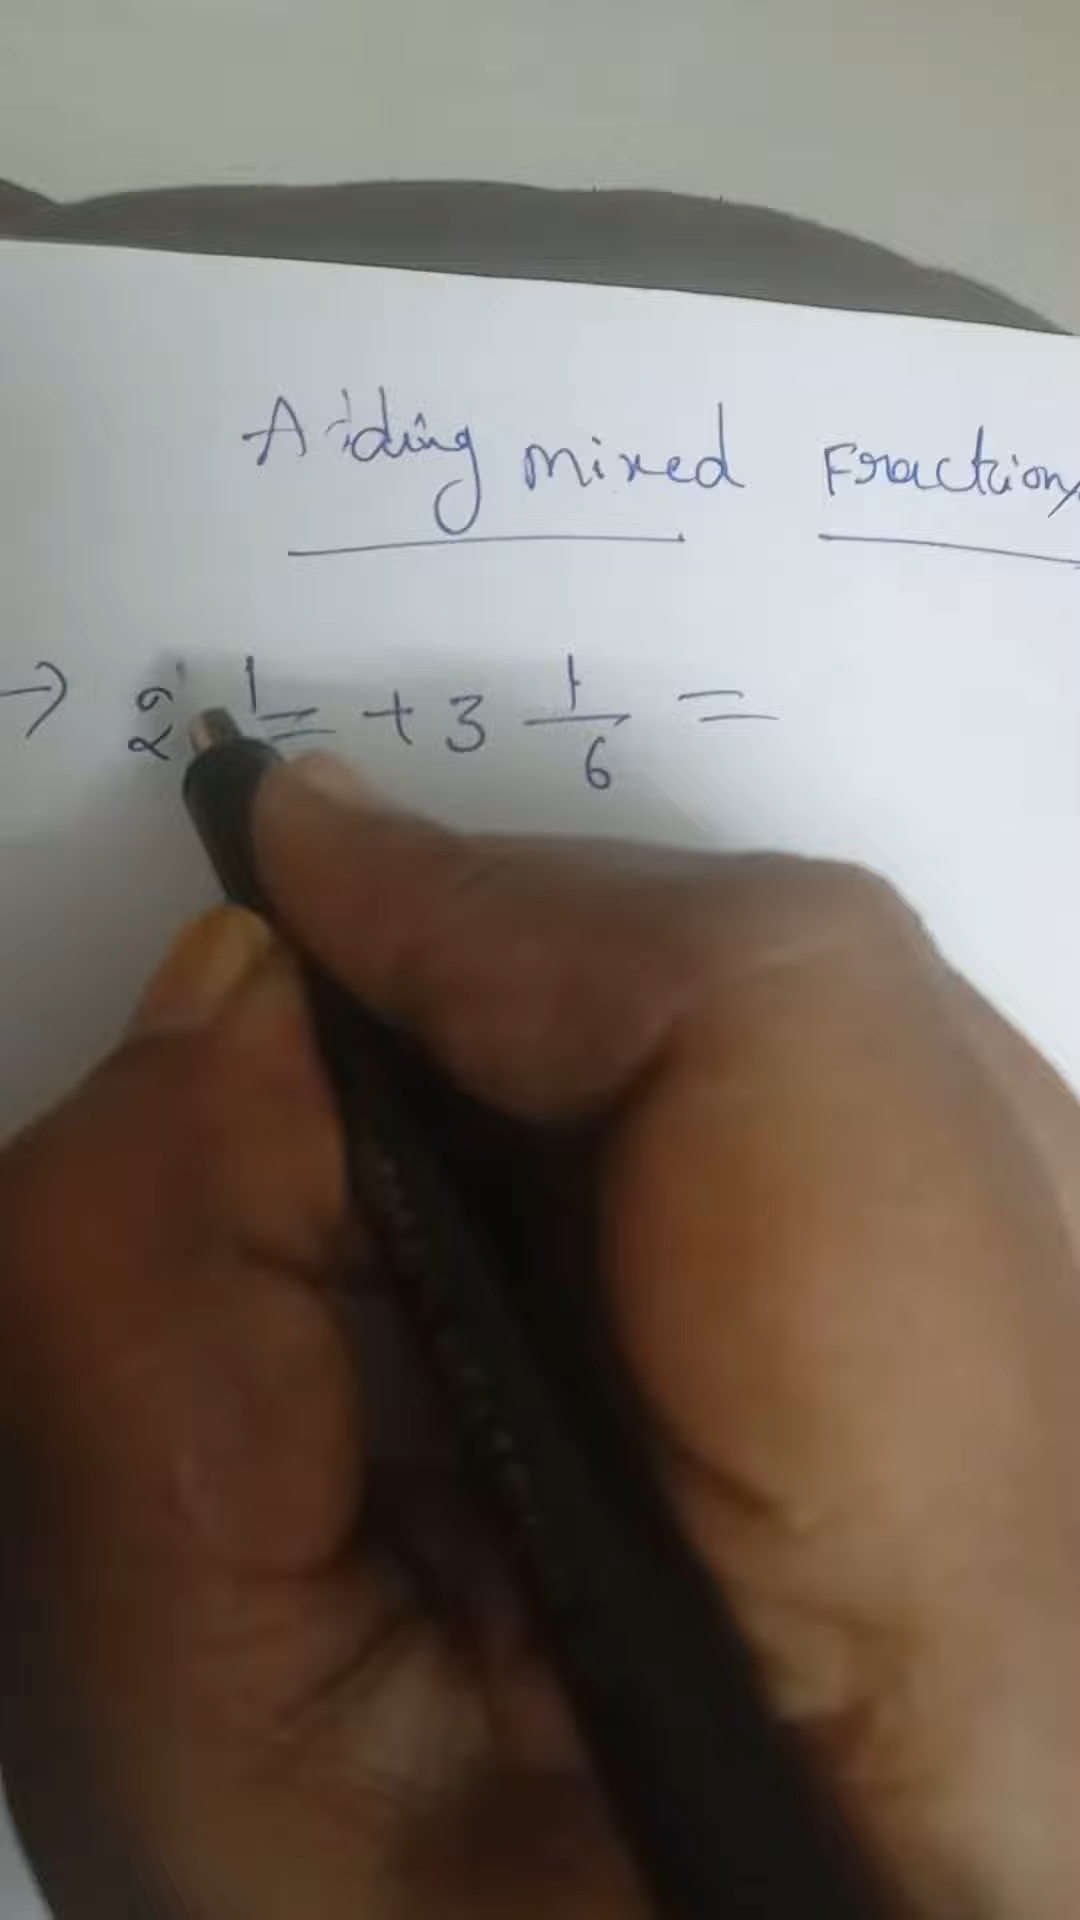 Adding mixed Fractions
→ 2 1/ + 3 1/6 =